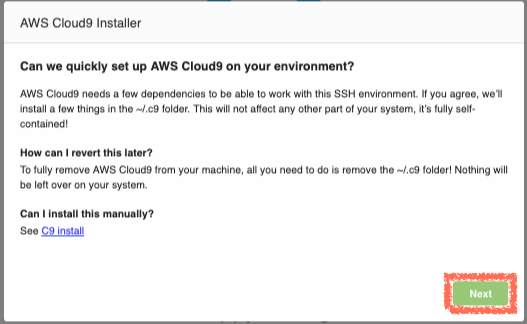 AWS Cloud9 Installer
Can we quickly set up AWS Cloud9 on your environment?
AWS Cloud9 needs a few dependencies to be able to work with this SSH environment. If you agree, we'll
install a few things in the ~/.c9 folder. This will not affect any other part of your system, it's fully self-
contained!
How can I revert this later?
To fully remove AWS Cloud9 from your machine, all you need to do is remove the ~/.c9 folder! Nothing will
be left over on your system.
Can I install this manually?
See C9 install
Next